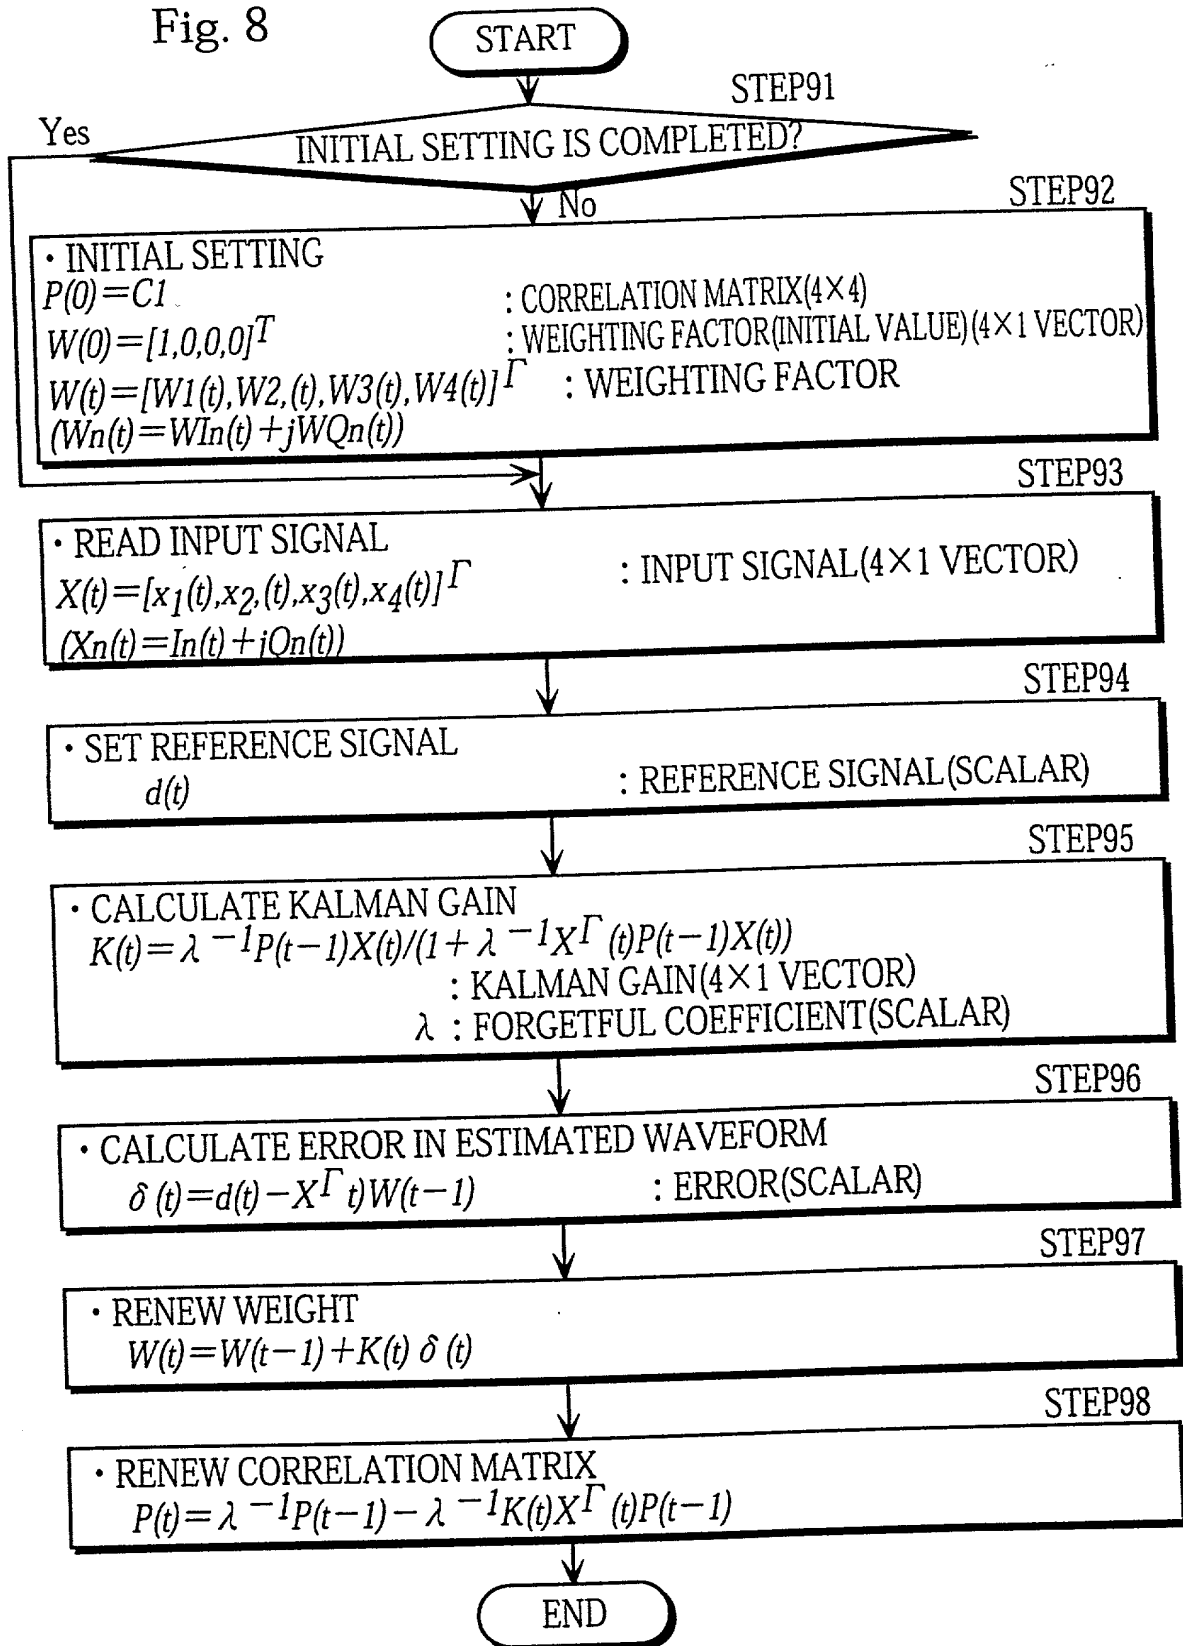 Fig. 8
START
STEP91
Yes
INITIAL SETTING IS COMPLETED?
No
STEP92
・INITIAL SETTING
P(0)=C1 : CORRELATION MATRIX(4×4)
W(0)=[1,0,0,0]^T : WEIGHTING FACTOR(INITIAL VALUE)(4×1 VECTOR)
W(t)=[W1(t),W2,(t),W3(t),W4(t)]^Γ : WEIGHTING FACTOR
(Wn(t)=WIn(t)+jWQn(t))
STEP93
・READ INPUT SIGNAL
X(t)=[x1(t),x2,(t),x3(t),x4(t)]^Γ : INPUT SIGNAL(4×1 VECTOR)
(Xn(t)=In(t)+jQn(t))
STEP94
・SET REFERENCE SIGNAL
d(t) : REFERENCE SIGNAL(SCALAR)
STEP95
・CALCULATE KALMAN GAIN
K(t)=λ^−1P(t−1)X(t)/(1+λ^−1X^Γ(t)P(t−1)X(t))
: KALMAN GAIN(4×1 VECTOR)
λ : FORGETFUL COEFFICIENT(SCALAR)
STEP96
・CALCULATE ERROR IN ESTIMATED WAVEFORM
δ(t)=d(t)−X^Γ t)W(t−1) : ERROR(SCALAR)
STEP97
・RENEW WEIGHT
W(t)=W(t−1)+K(t)δ(t)
STEP98
・RENEW CORRELATION MATRIX
P(t)=λ^−1P(t−1)−λ^−1K(t)X^Γ(t)P(t−1)
END